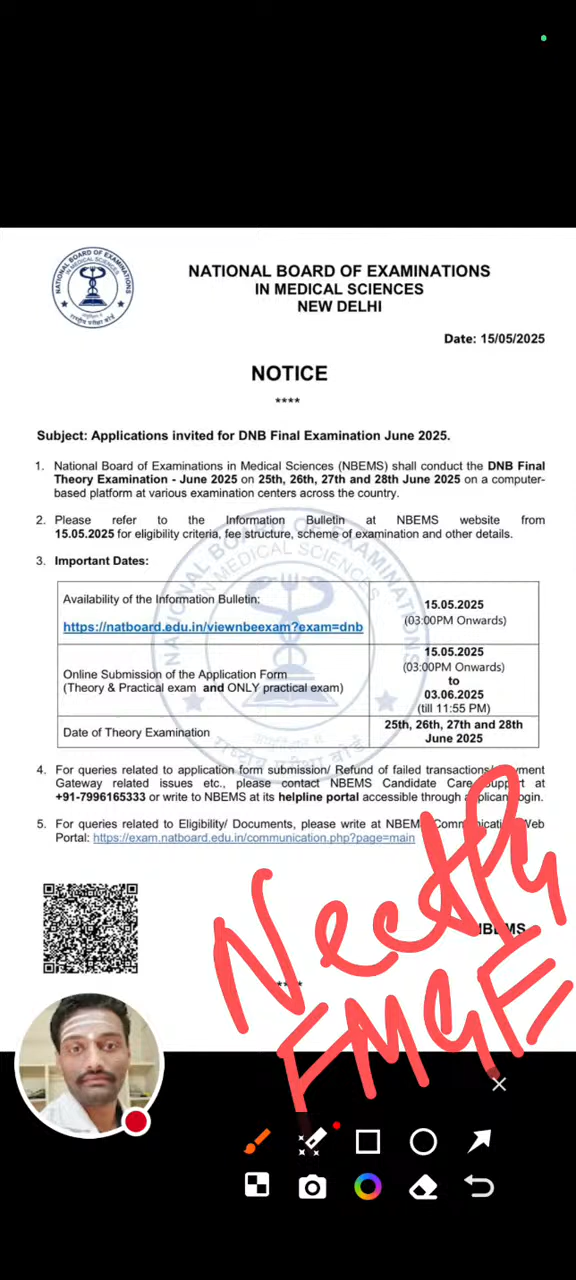 NATIONAL BOARD OF EXAMINATIONS
IN MEDICAL SCIENCES
NEW DELHI
Date: 15/05/2025
NOTICE
****
Subject: Applications invited for DNB Final Examination June 2025.
1. National Board of Examinations in Medical Sciences (NBEMS) shall conduct the DNB Final
Theory Examination - June 2025 on 25th, 26th, 27th and 28th June 2025 on a computer-
based platform at various examination centers across the country.
2. Please refer to the Information Bulletin at NBEMS website from
15.05.2025 for eligibility criteria, fee structure, scheme of examination and other details.
3. Important Dates:
Availability of the Information Bulletin:
https://natboard.edu.in/viewnbeexam?exam=dnb
15.05.2025
(03:00PM Onwards)
Online Submission of the Application Form
(Theory & Practical exam and ONLY practical exam)
15.05.2025
(03:00PM Onwards)
to
03.06.2025
(till 11:55 PM)
Date of Theory Examination
25th, 26th, 27th and 28th
June 2025
4. For queries related to application form submission/ Refund of failed transactions/ Payment
Gateway related issues etc., please contact NBEMS Candidate Care Support at
+91-7996165333 or write to NBEMS at its helpline portal accessible through applicant login.
5. For queries related to Eligibility/ Documents, please write at NBEMS Communication Web
Portal: https://exam.natboard.edu.in/communication.php?page=main
NBEMS
****
NeetPG
FMGE